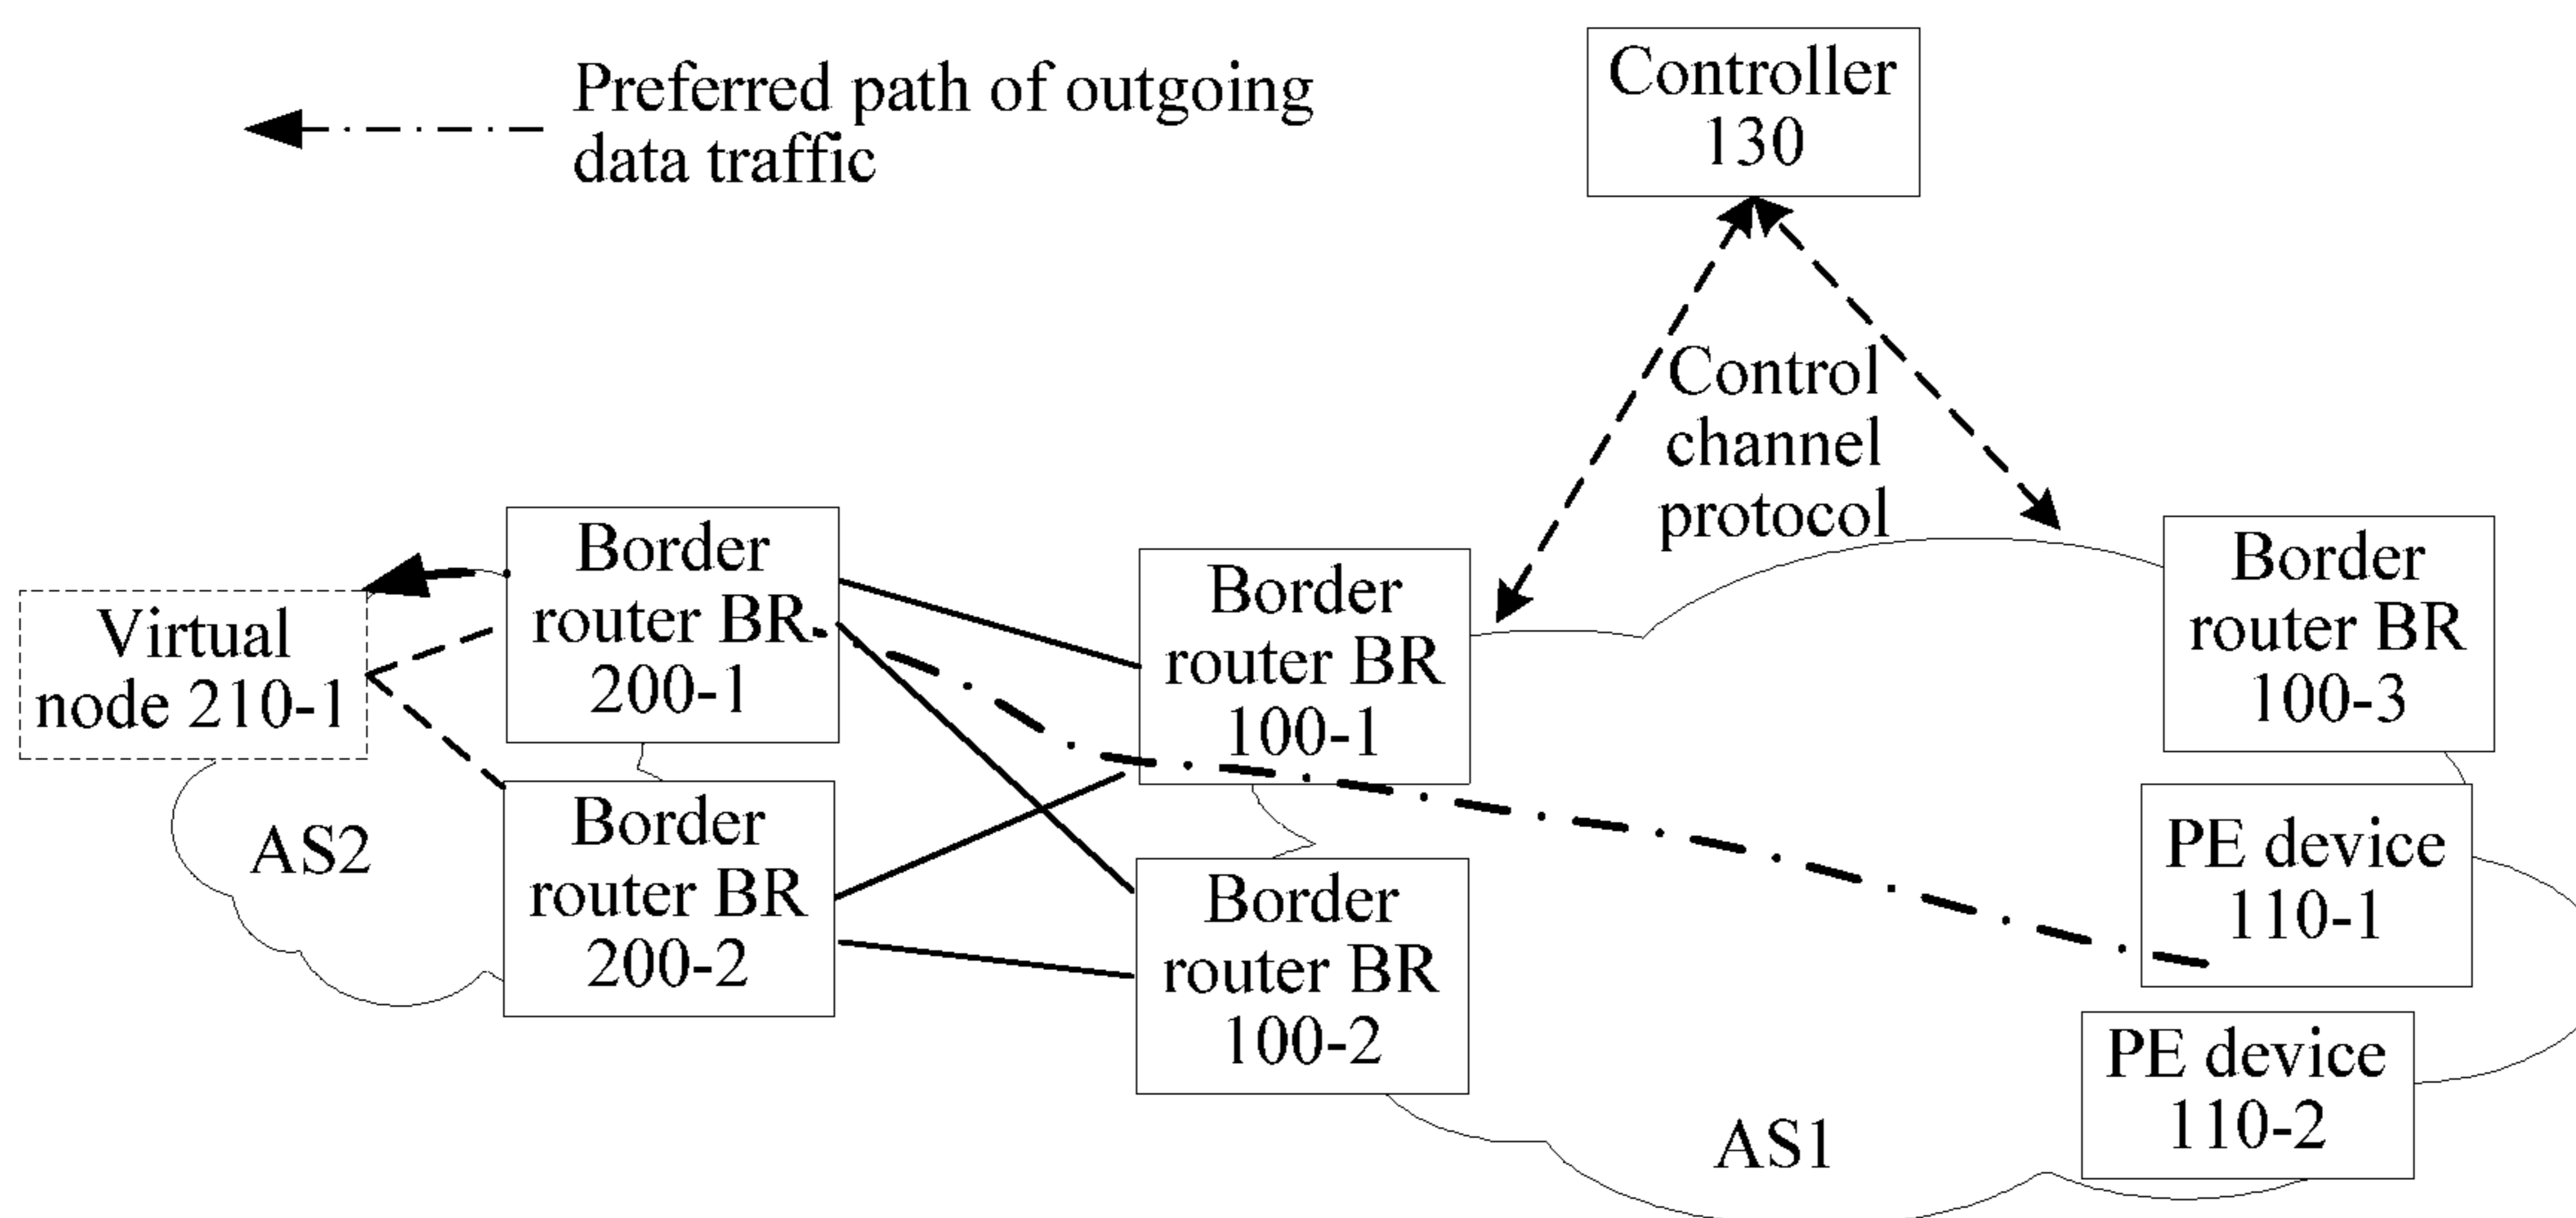 Preferred path of outgoing
data traffic
Controller
130
Control
channel
protocol
Border
router BR
200-1
Border
router BR
100-1
Border
router BR
100-3
Virtual
node 210-1
AS2
Border
router BR
200-2
Border
router BR
100-2
PE device
110-1
PE device
110-2
AS1